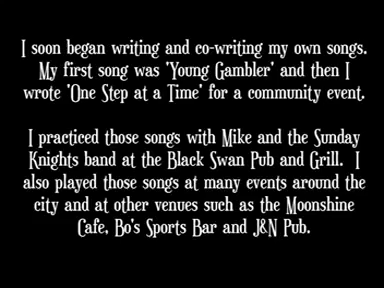 I soon began writing and co-writing my own songs.
My first song was 'Young Gambler' and then I
wrote 'One Step at a Time' for a community event.
I practiced those songs with Mike and the Sunday
Knights band at the Black Swan Pub and Grill. I
also played those songs at many events around the
city and at other venues such as the Moonshine
Cafe, Bo's Sports Bar and J&N Pub.